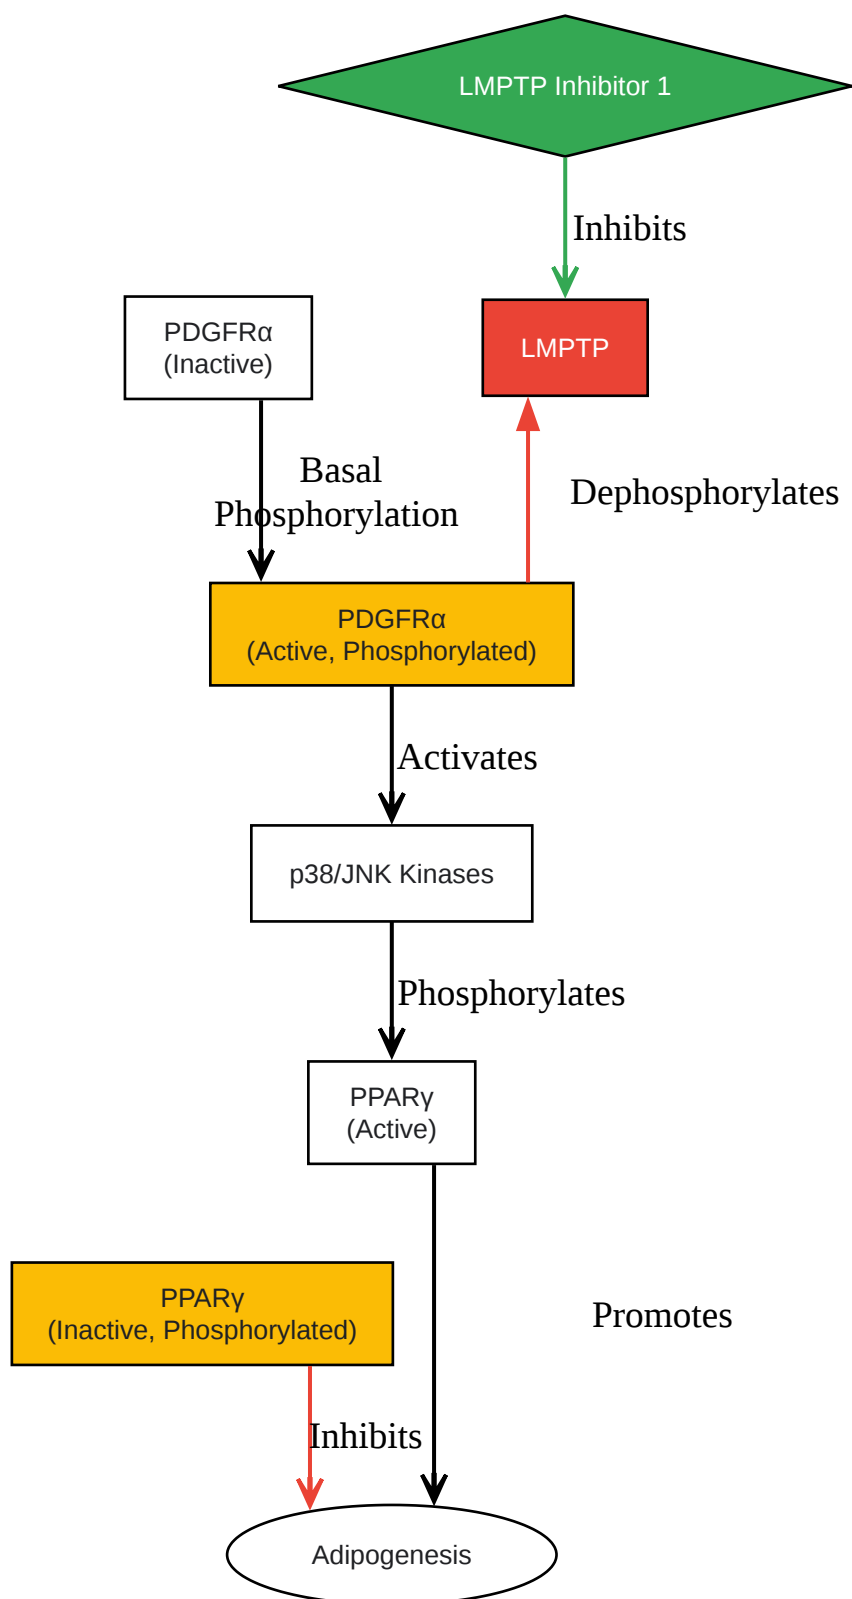 LMPTP Inhibitor 1
Inhibits
PDGFRα
(Inactive)
LMPTP
Basal
Phosphorylation
Dephosphorylates
PDGFRα
(Active, Phosphorylated)
Activates
p38/JNK Kinases
Phosphorylates
PPARγ
(Active)
PPARγ
(Inactive, Phosphorylated)
Promotes
Inhibits
Adipogenesis